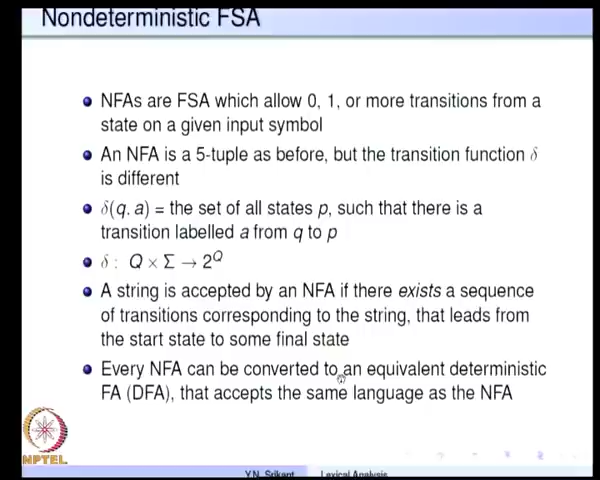 Nondeterministic FSA
NFAs are FSA which allow 0, 1, or more transitions from a
state on a given input symbol
An NFA is a 5-tuple as before, but the transition function δ
is different
δ(q, a) = the set of all states p, such that there is a
transition labelled a from q to p
δ : Q × Σ → 2^Q
A string is accepted by an NFA if there exists a sequence
of transitions corresponding to the string, that leads from
the start state to some final state
Every NFA can be converted to an equivalent deterministic
FA (DFA), that accepts the same language as the NFA
NPTEL
Y.N. Srikant Lexical Analysis